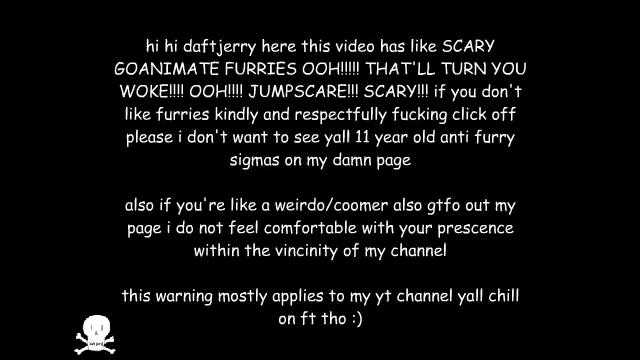 hi hi daftjerry here this video has like SCARY
GOANIMATE FURRIES OOH!!!!! THAT'LL TURN YOU
WOKE!!!! OOH!!!! JUMPSCARE!!! SCARY!!! if you don't
like furries kindly and respectfully fucking click off
please i don't want to see yall 11 year old anti furry
sigmas on my damn page
also if you're like a weirdo/coomer also gtfo out my
page i do not feel comfortable with your prescence
within the vincinity of my channel
this warning mostly applies to my yt channel yall chill
on ft tho :)